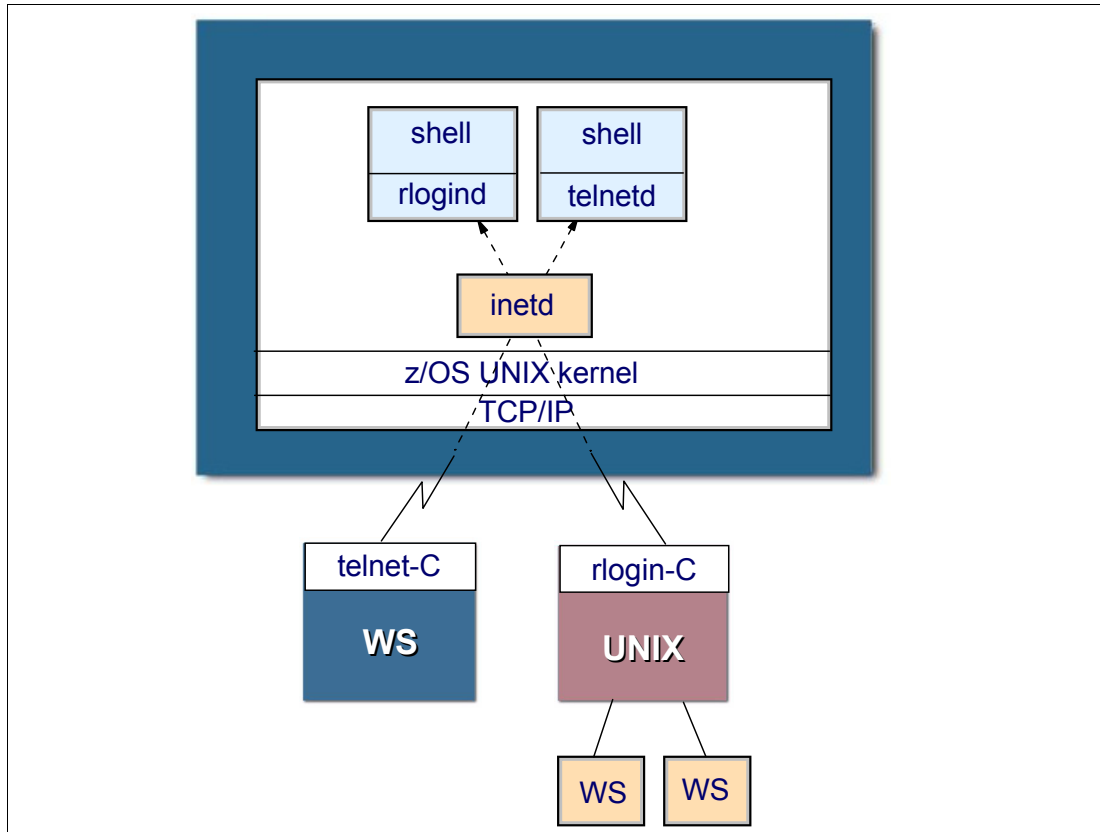 shell
rlogind
shell
telnetd
inetd
z/OS UNIX kernel
TCP/IP
telnet-C
WS
rlogin-C
UNIX
WS
WS